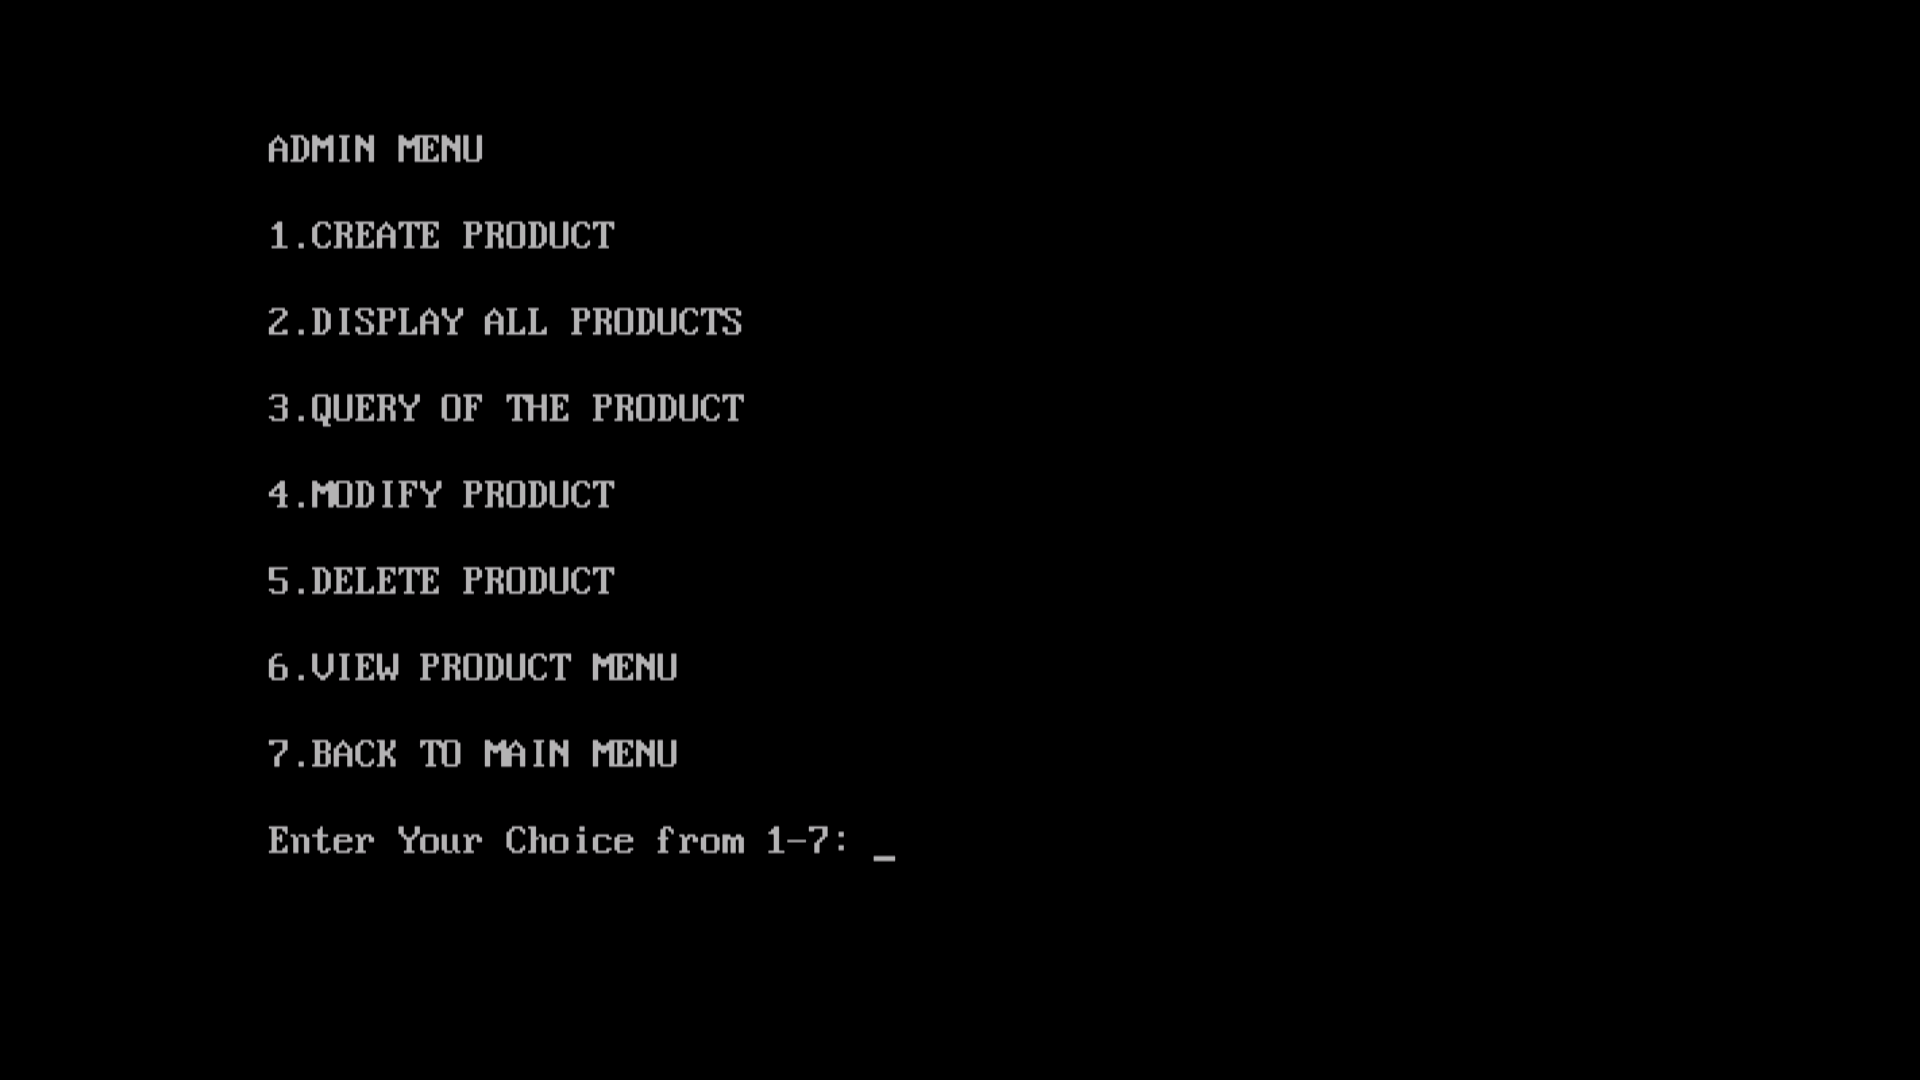 ADMIN MENU
1.CREATE PRODUCT
2.DISPLAY ALL PRODUCTS
3.QUERY OF THE PRODUCT
4.MODIFY PRODUCT
5.DELETE PRODUCT
6.VIEW PRODUCT MENU
7.BACK TO MAIN MENU
Enter Your Choice from 1-7: _